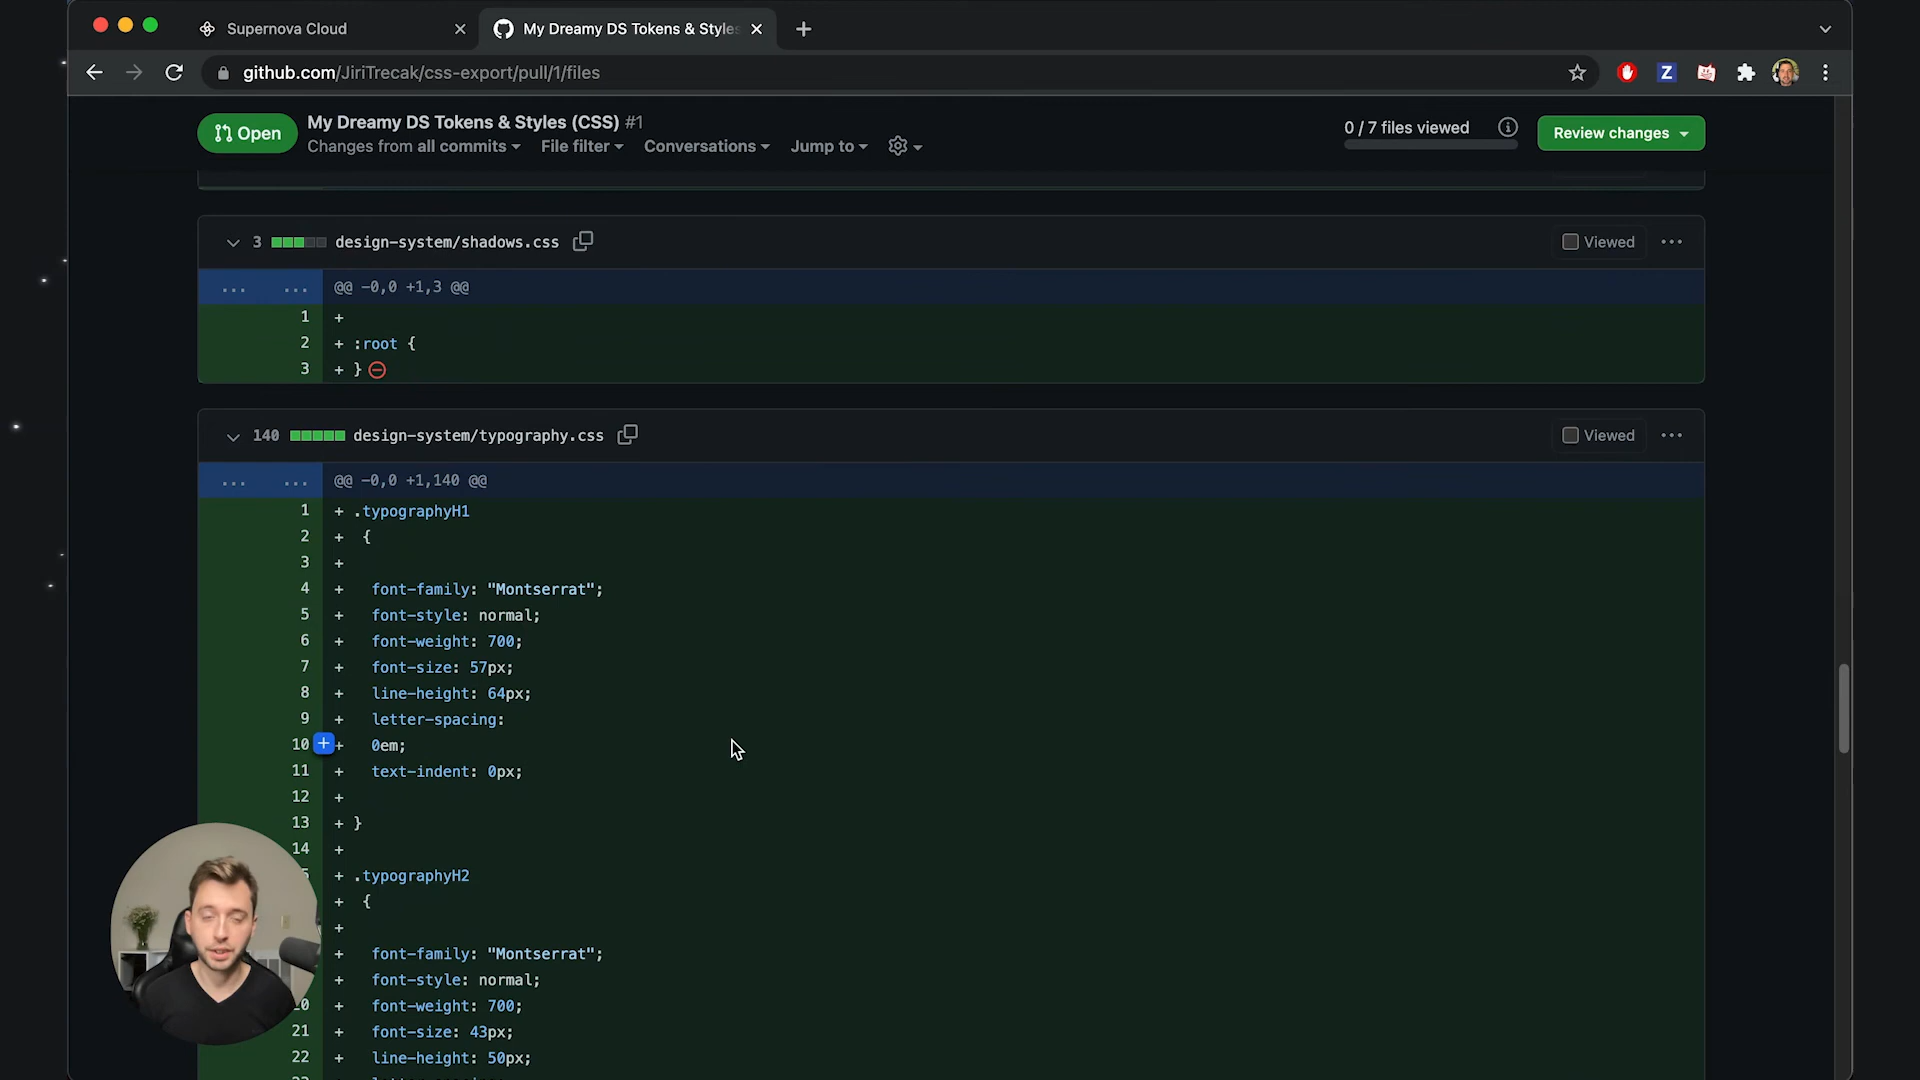 Supernova Cloud
My Dreamy DS Tokens & Styles
github.com/JiriTrecak/css-export/pull/1/files
Z
Open
My Dreamy DS Tokens & Styles (CSS) #1
Changes from all commits
File filter
Conversations
Jump to
0 / 7 files viewed
Review changes
3
design-system/shadows.css
Viewed
...
... ... @@ -0,0 +1,3 @@
1 +
2 + :root {
3 + }
140
design-system/typography.css
Viewed
...
... ... @@ -0,0 +1,140 @@
1 + .typographyH1
2 + {
3 +
4 + font-family: "Montserrat";
5 + font-style: normal;
6 + font-weight: 700;
7 + font-size: 57px;
8 + line-height: 64px;
9 + letter-spacing:
10 + 0em;
11 + text-indent: 0px;
12 +
13 + }
14 +
+ .typographyH2
+ {
+
+ font-family: "Montserrat";
+ font-style: normal;
+ font-weight: 700;
21 + font-size: 43px;
22 + line-height: 50px;